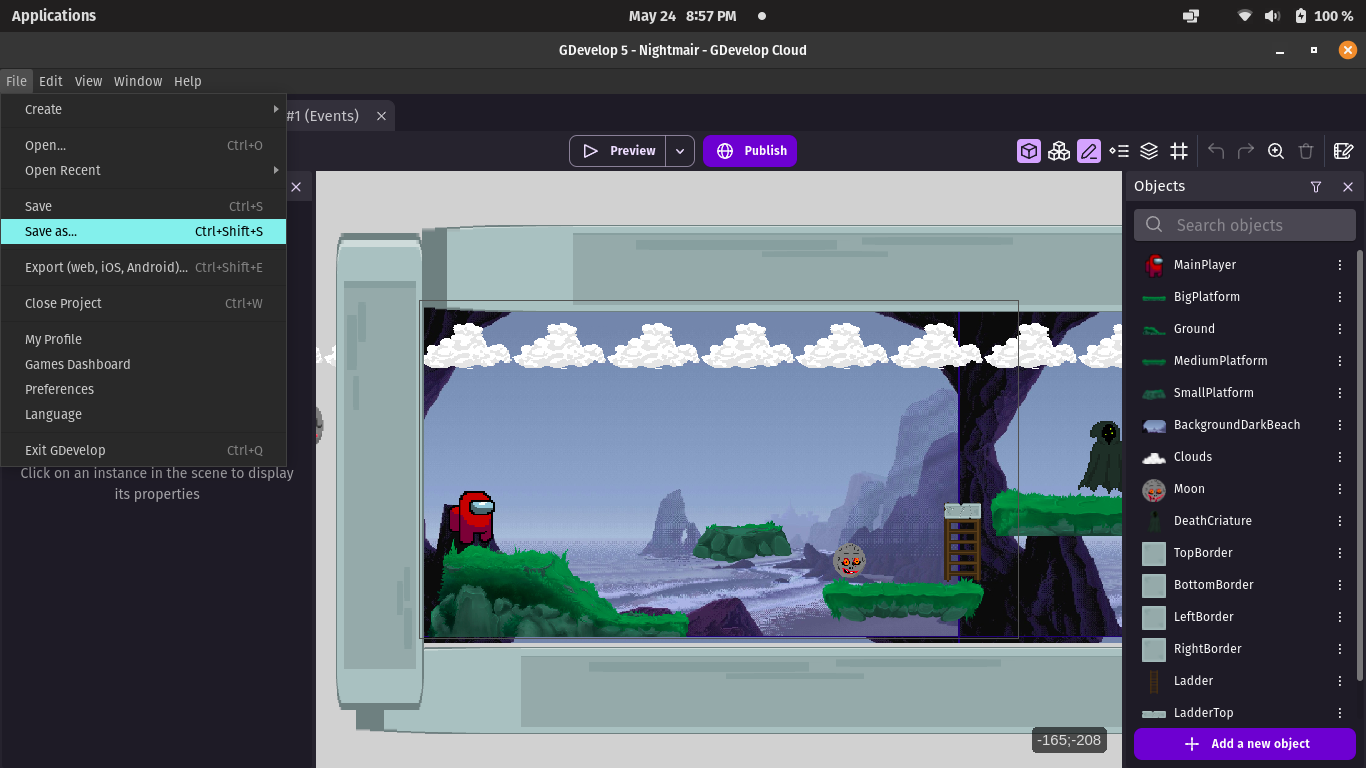 Applications
May 24 8:57 PM
100 %
GDevelop 5 - Nightmair - GDevelop Cloud
File Edit View Window Help
Create
Open... Ctrl+O
Open Recent
Save Ctrl+S
Save as... Ctrl+Shift+S
Export (web, iOS, Android)... Ctrl+Shift+E
Close Project Ctrl+W
My Profile
Games Dashboard
Preferences
Language
Exit GDevelop Ctrl+Q
#1 (Events)
Preview
Publish
Click on an instance in the scene to display
its properties
-165;-208
Objects
Search objects
MainPlayer
BigPlatform
Ground
MediumPlatform
SmallPlatform
BackgroundDarkBeach
Clouds
Moon
DeathCriature
TopBorder
BottomBorder
LeftBorder
RightBorder
Ladder
LadderTop
Add a new object